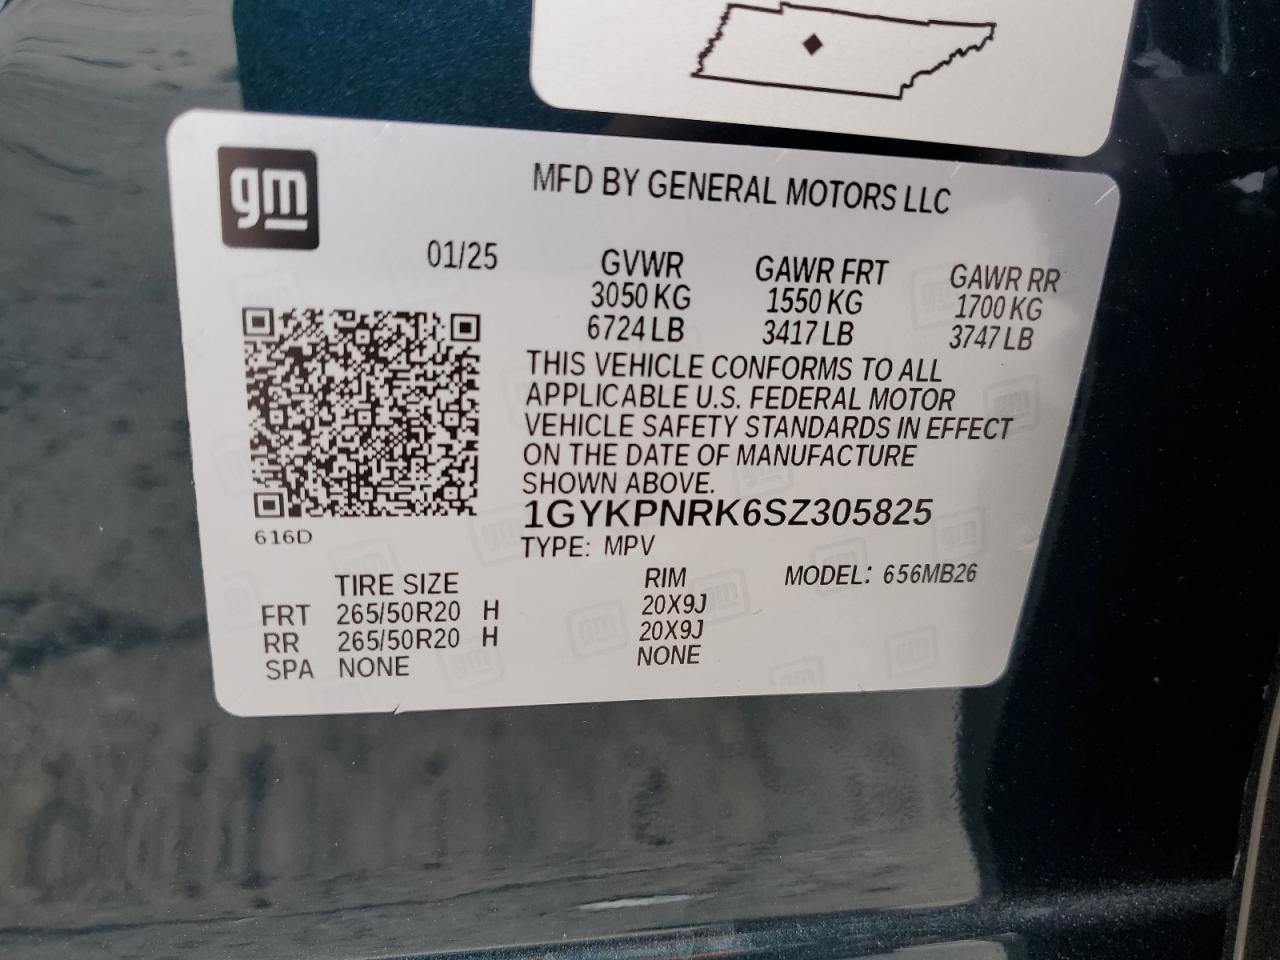 gm
MFD BY GENERAL MOTORS LLC
01/25 GVWR GAWR FRT GAWR RR
3050 KG 1550 KG 1700 KG
6724 LB 3417 LB 3747 LB
THIS VEHICLE CONFORMS TO ALL
APPLICABLE U.S. FEDERAL MOTOR
VEHICLE SAFETY STANDARDS IN EFFECT
ON THE DATE OF MANUFACTURE
SHOWN ABOVE.
1GYKPNRK6SZ305825
616D
TYPE: MPV MODEL: 656MB26
TIRE SIZE RIM
FRT 265/50R20 H 20X9J
RR 265/50R20 H 20X9J
SPA NONE NONE